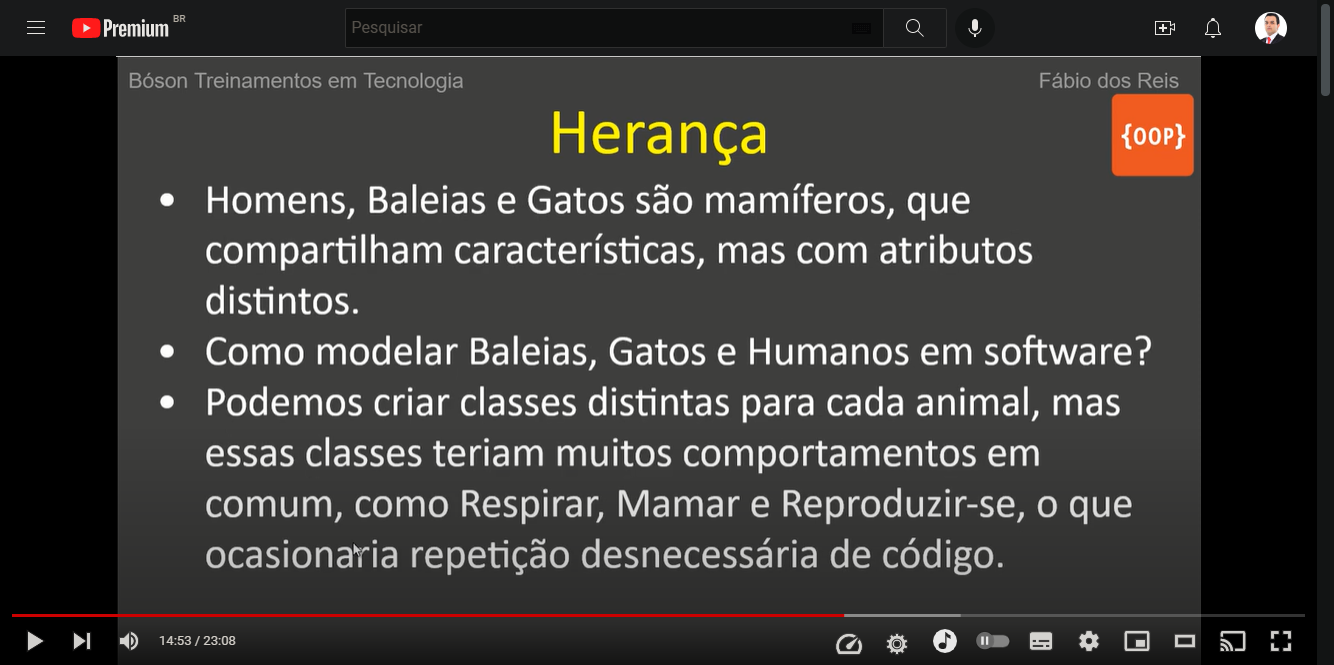 Premium BR
Pesquisar
Bóson Treinamentos em Tecnologia
Fábio dos Reis
Herança
{OOP}
• Homens, Baleias e Gatos são mamíferos, que
compartilham características, mas com atributos
distintos.
• Como modelar Baleias, Gatos e Humanos em software?
• Podemos criar classes distintas para cada animal, mas
essas classes teriam muitos comportamentos em
comum, como Respirar, Mamar e Reproduzir-se, o que
ocasionaria repetição desnecessária de código.
14:53 / 23:08